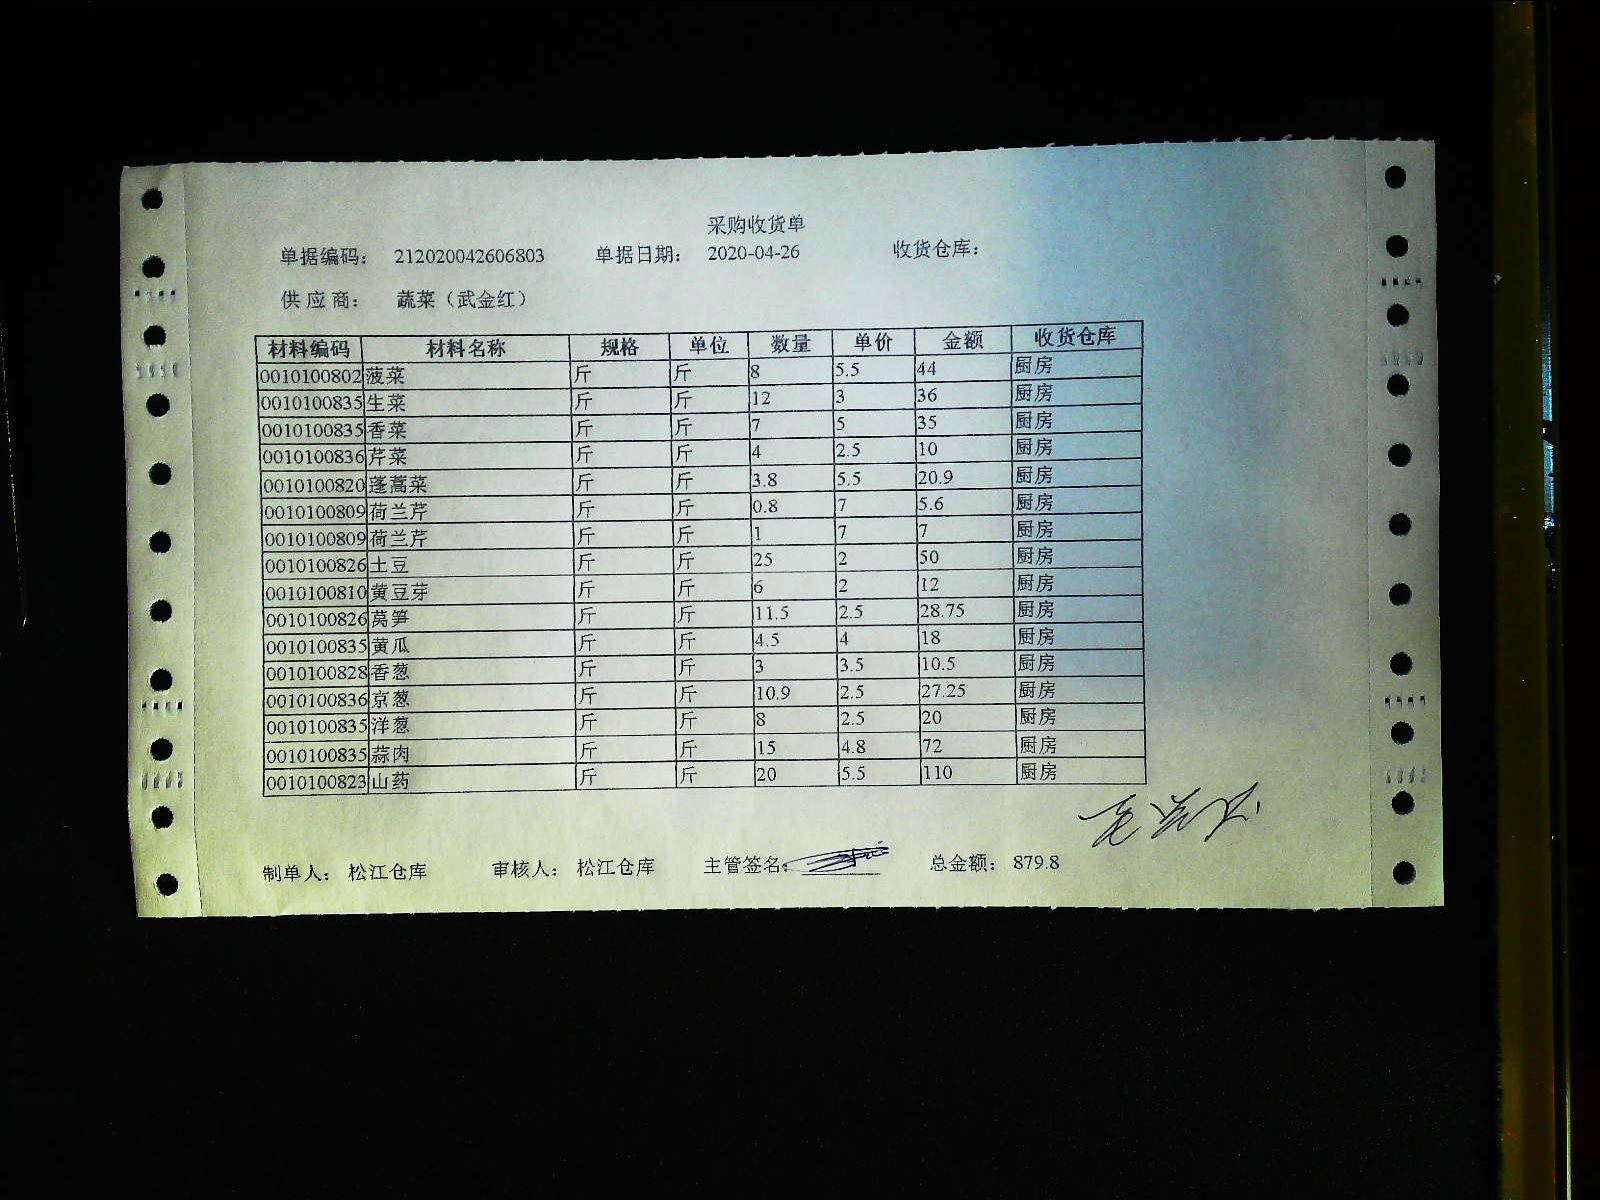 采购收货单
单据编码： 212020042606803 单据日期： 2020-04-26 收货仓库：
供 应 商： 蔬菜（武金红）
材料编码 材料名称 规格 单位 数量 单价 金额 收货仓库
0010100802 菠菜 斤 斤 8 5.5 44 厨房
0010100835 生菜 斤 斤 12 3 36 厨房
0010100835 香菜 斤 斤 7 5 35 厨房
0010100836 芹菜 斤 斤 4 2.5 10 厨房
0010100820 蓬蒿菜 斤 斤 3.8 5.5 20.9 厨房
0010100809 荷兰芹 斤 斤 0.8 7 5.6 厨房
0010100809 荷兰芹 斤 斤 1 7 7 厨房
0010100826 土豆 斤 斤 25 2 50 厨房
0010100810 黄豆芽 斤 斤 6 2 12 厨房
0010100826 莴笋 斤 斤 11.5 2.5 28.75 厨房
0010100835 黄瓜 斤 斤 4.5 4 18 厨房
0010100828 香葱 斤 斤 3 3.5 10.5 厨房
0010100836 京葱 斤 斤 10.9 2.5 27.25 厨房
0010100835 洋葱 斤 斤 8 2.5 20 厨房
0010100835 蒜肉 斤 斤 15 4.8 72 厨房
0010100823 山药 斤 斤 20 5.5 110 厨房
制单人： 松江仓库 审核人： 松江仓库 主管签名： 总金额： 879.8